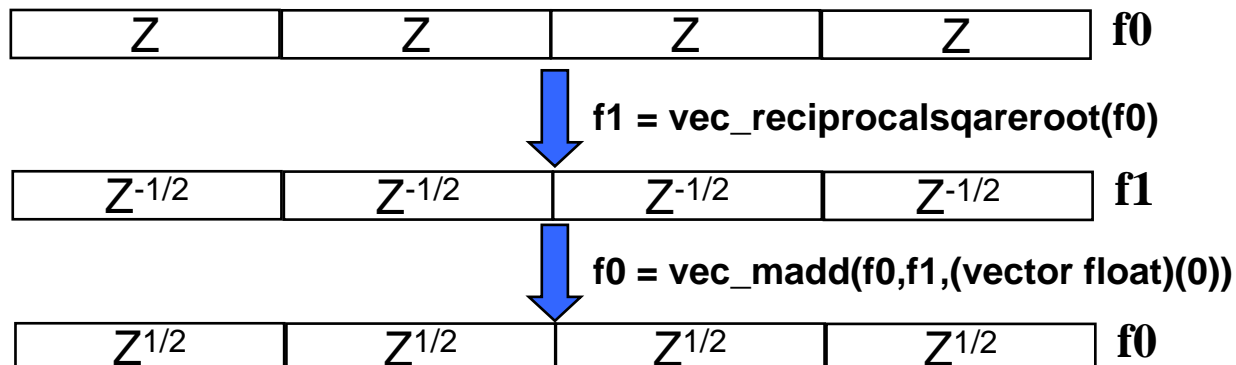 Z Z Z Z f0
f1 = vec_reciprocalsqareroot(f0)
Z-1/2 Z-1/2 Z-1/2 Z-1/2 f1
f0 = vec_madd(f0,f1,(vector float)(0))
Z1/2 Z1/2 Z1/2 Z1/2 f0